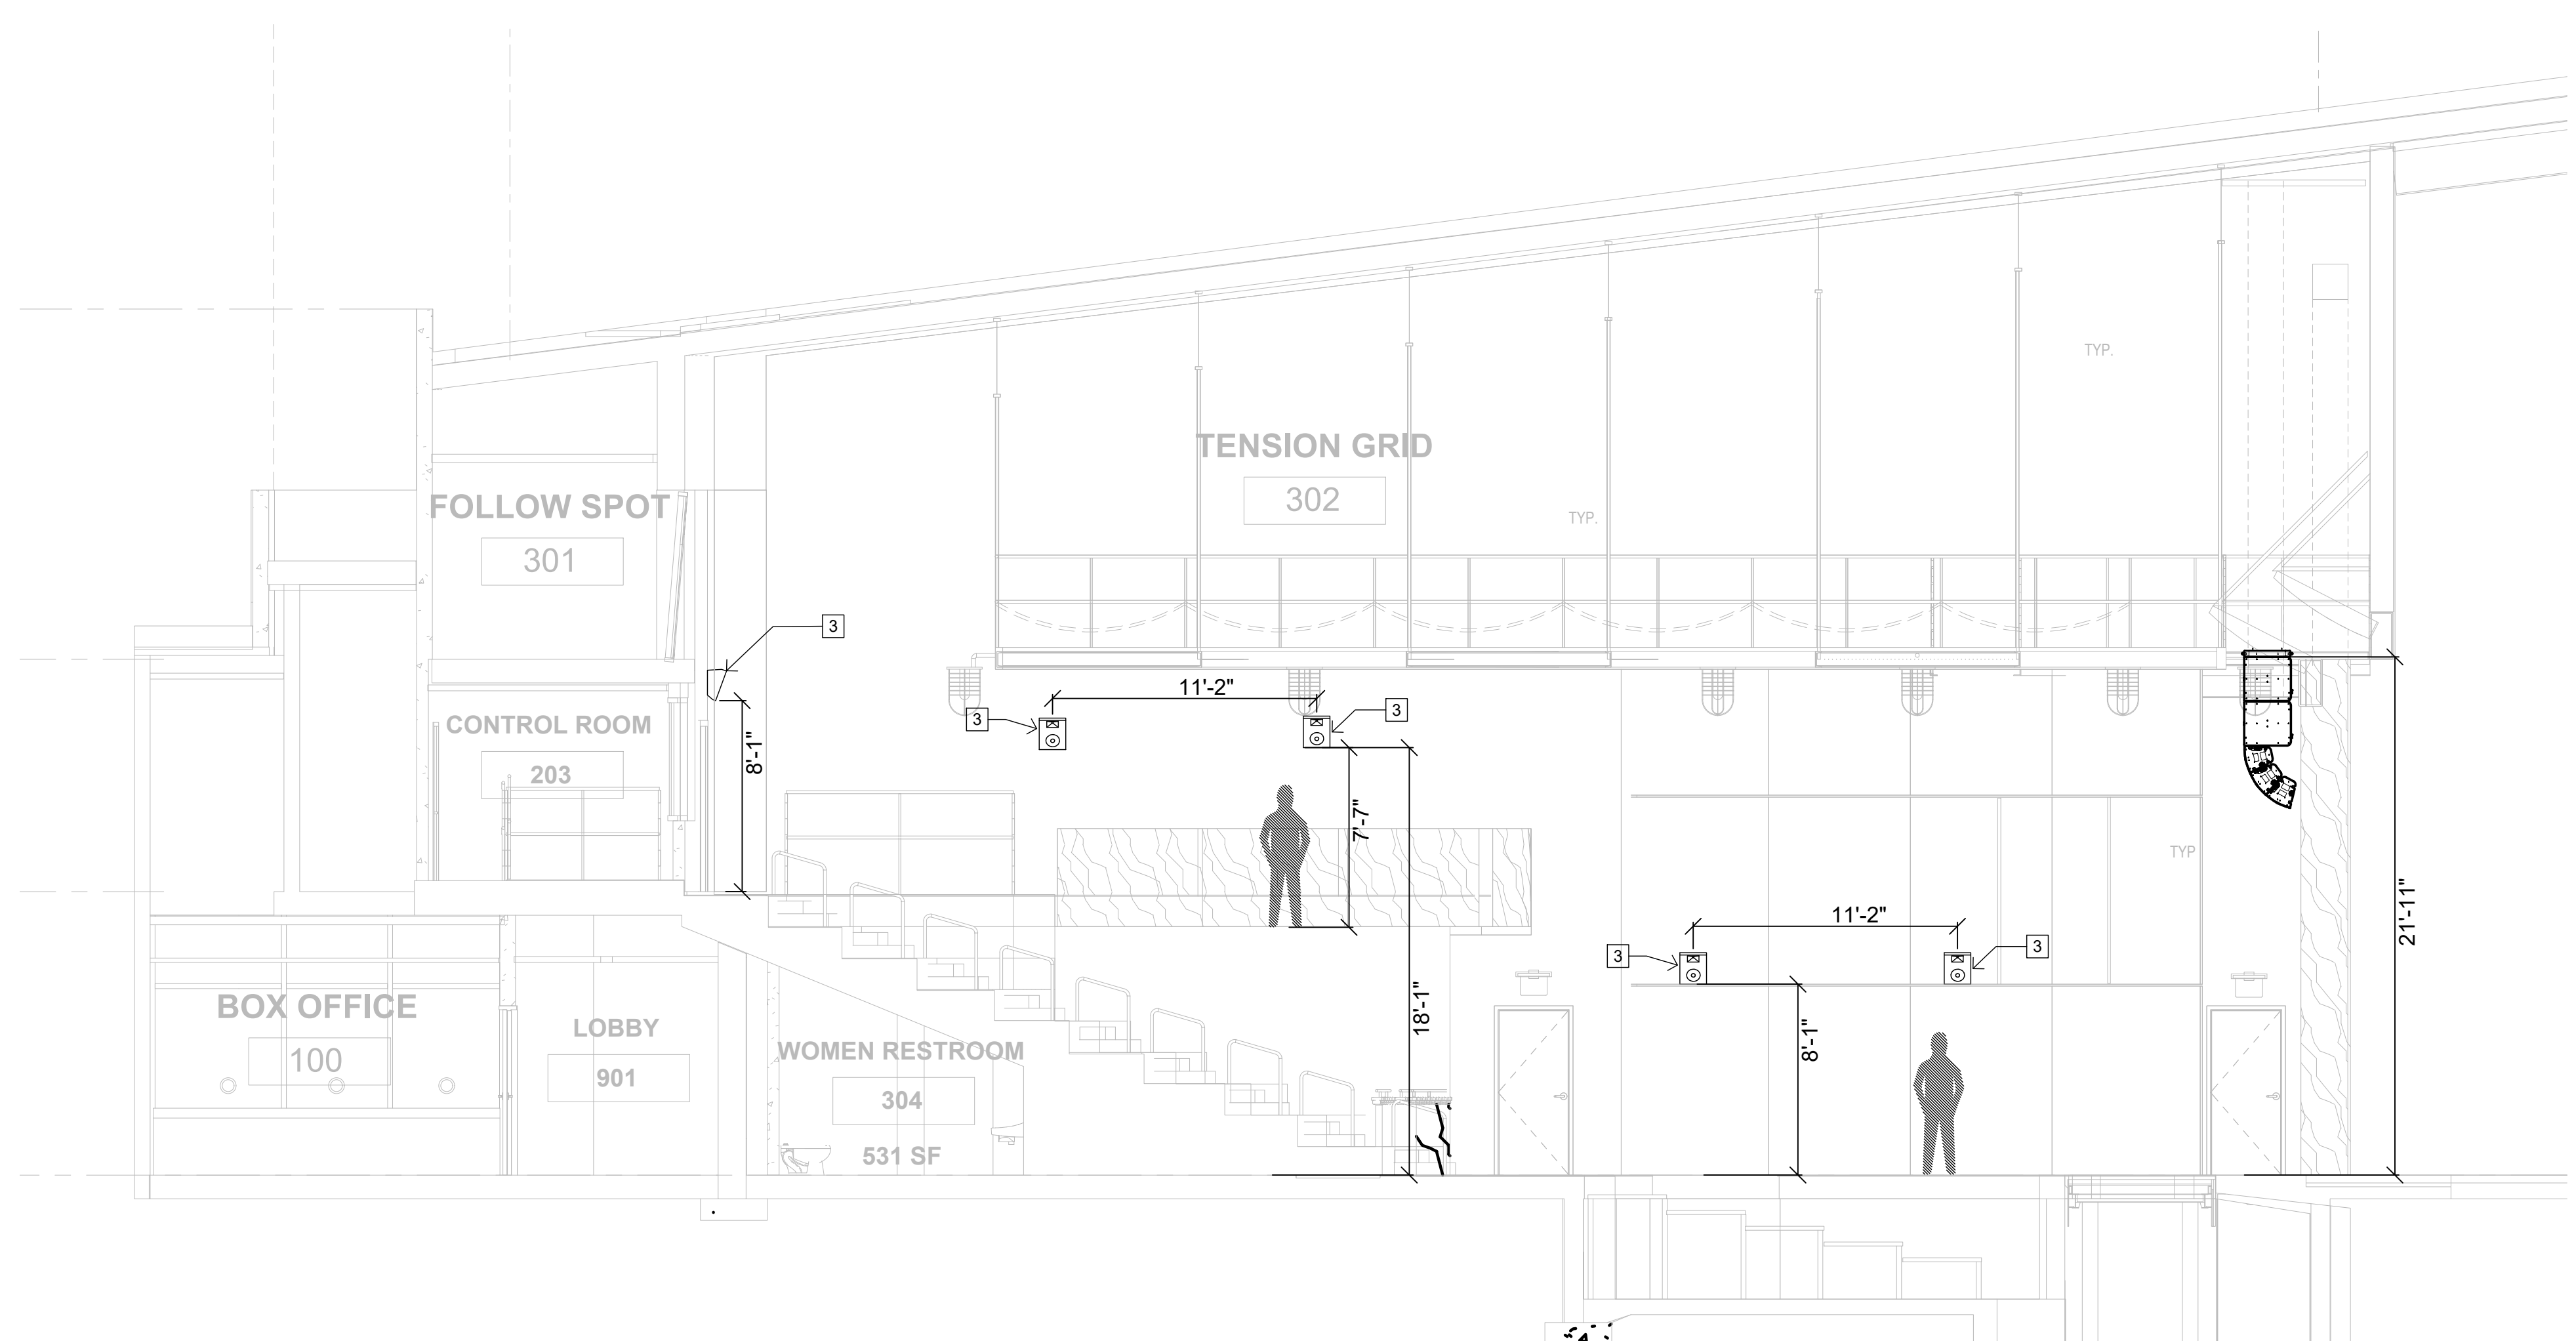 TYP.
TENSION GRID
302
TYP.
FOLLOW SPOT
301
3
11'-2"
3
3
CONTROL ROOM
203
8'-1"
7'-7"
TYP
21'-11"
11'-2"
3
3
18'-1"
8'-1"
BOX OFFICE
100
LOBBY
901
WOMEN RESTROOM
304
531 SF